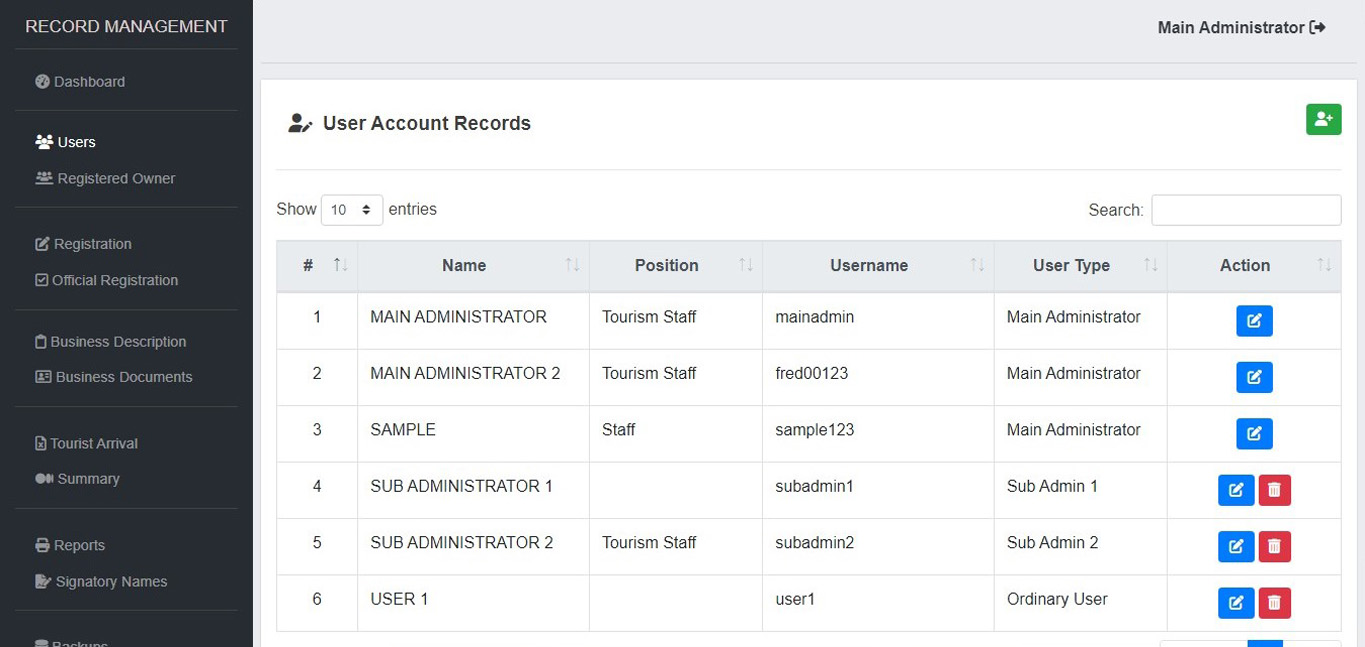 RECORD MANAGEMENT
Main Administrator
Dashboard
Users
Registered Owner
Registration
Official Registration
Business Description
Business Documents
Tourist Arrival
Summary
Reports
Signatory Names
Backups
User Account Records
Show 10 entries
Search:
# Name Position Username User Type Action
1 MAIN ADMINISTRATOR Tourism Staff mainadmin Main Administrator
2 MAIN ADMINISTRATOR 2 Tourism Staff fred00123 Main Administrator
3 SAMPLE Staff sample123 Main Administrator
4 SUB ADMINISTRATOR 1 subadmin1 Sub Admin 1
5 SUB ADMINISTRATOR 2 Tourism Staff subadmin2 Sub Admin 2
6 USER 1 user1 Ordinary User